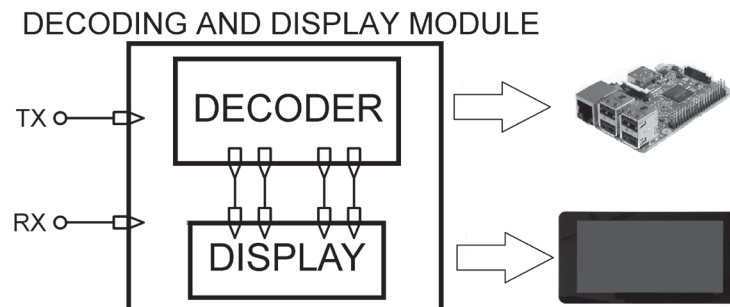 DECODING AND DISPLAY MODULE
DECODER
TX
RX
DISPLAY